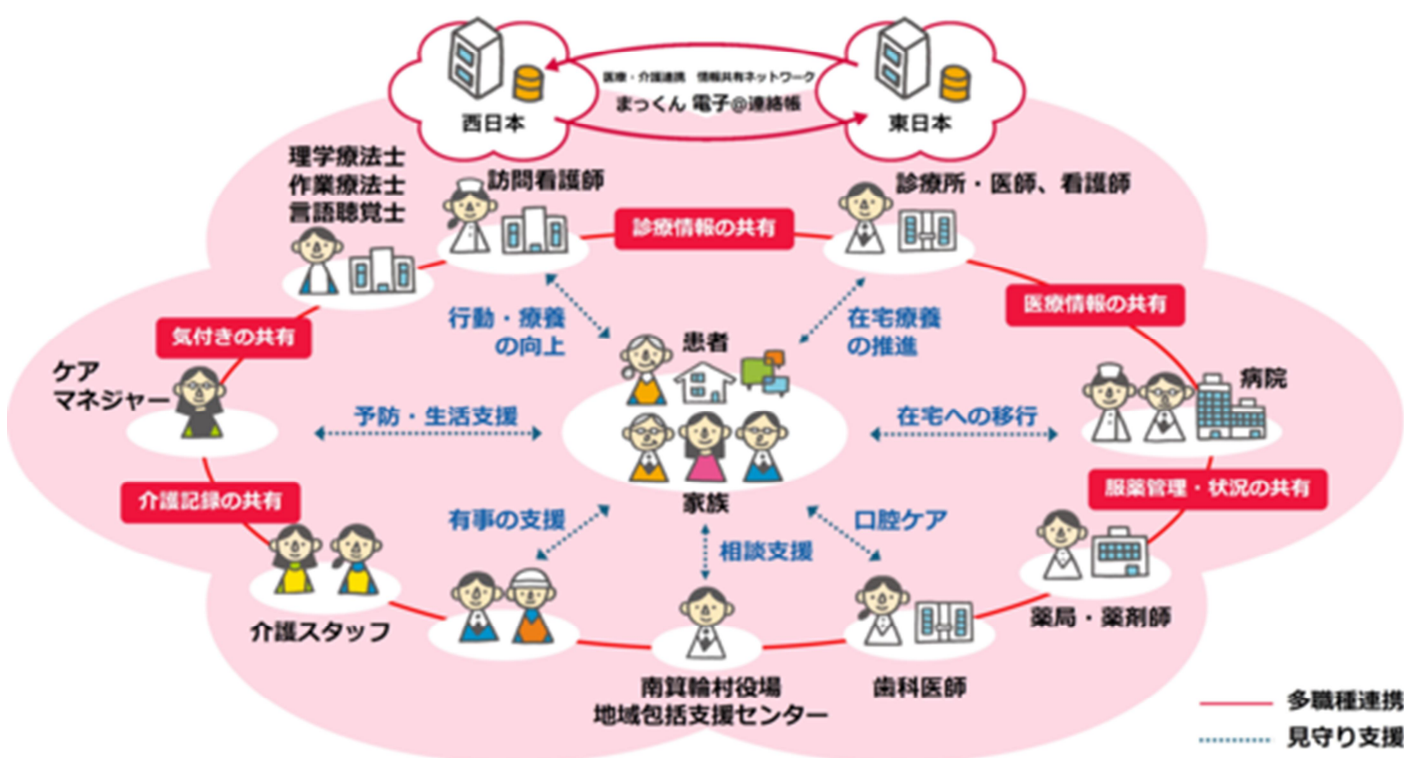 医療・介護連携 情報共有ネットワーク
まっくん 電子@連絡帳
西日本
東日本
理学療法士
作業療法士
言語聴覚士
訪問看護師
診療情報の共有
診療所・医師、看護師
気付きの共有
行動・療養
の向上
患者
在宅療養
の推進
医療情報の共有
ケア
マネジャー
予防・生活支援
在宅への移行
病院
介護記録の共有
有事の支援
家族
相談支援
口腔ケア
服薬管理・状況の共有
介護スタッフ
南箕輪村役場
地域包括支援センター
歯科医師
薬局・薬剤師
多職種連携
見守り支援